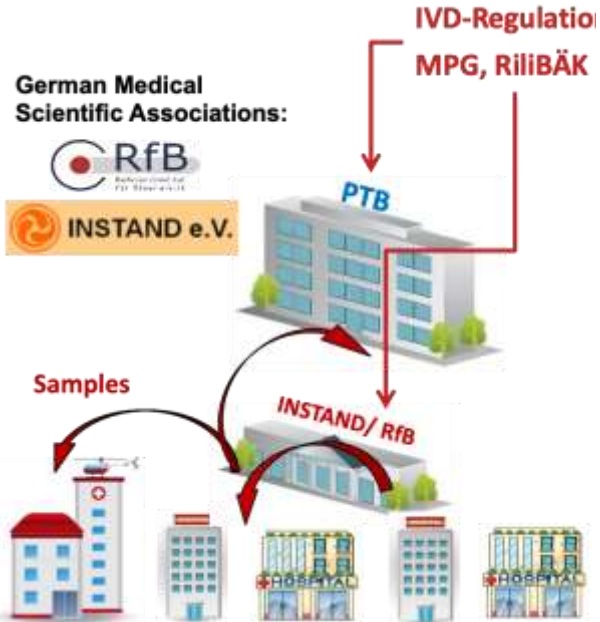 IVD-Regulation
MPG, RiliBÄK
German Medical
Scientific Associations:
RfB
INSTAND e.V.
PTB
Samples
INSTAND/ RfB
HOSPITAL
HOSPITAL